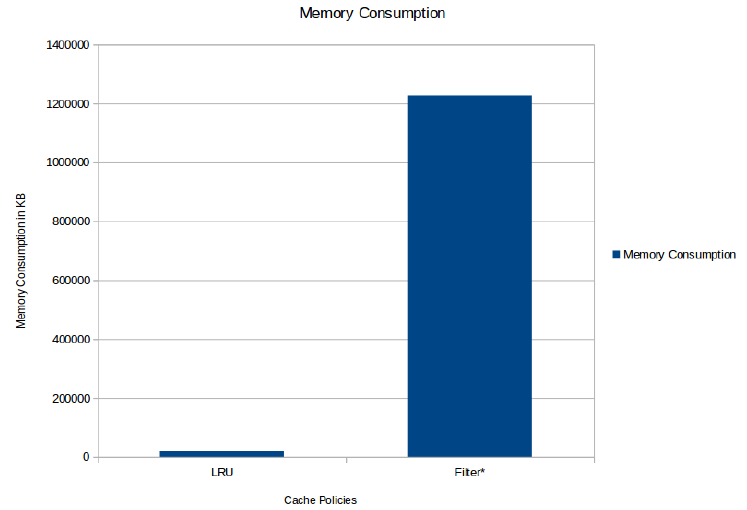 Memory Consumption
1400000
1200000
1000000
800000
600000
400000
200000
0
Memory Consumption in KB
LRU
Filter*
Cache Policies
Memory Consumption